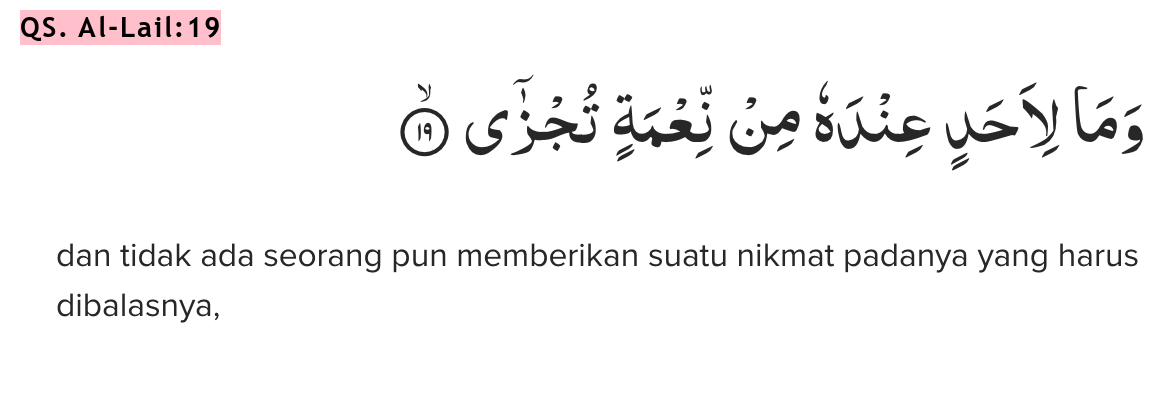 QS. Al-Lail:19
وَمَا لِاَحَدٍ عِنْدَهٗ مِنْ نِّعْمَةٍ تُجْزٰٓىۙ ١٩
dan tidak ada seorang pun memberikan suatu nikmat padanya yang harus
dibalasnya,